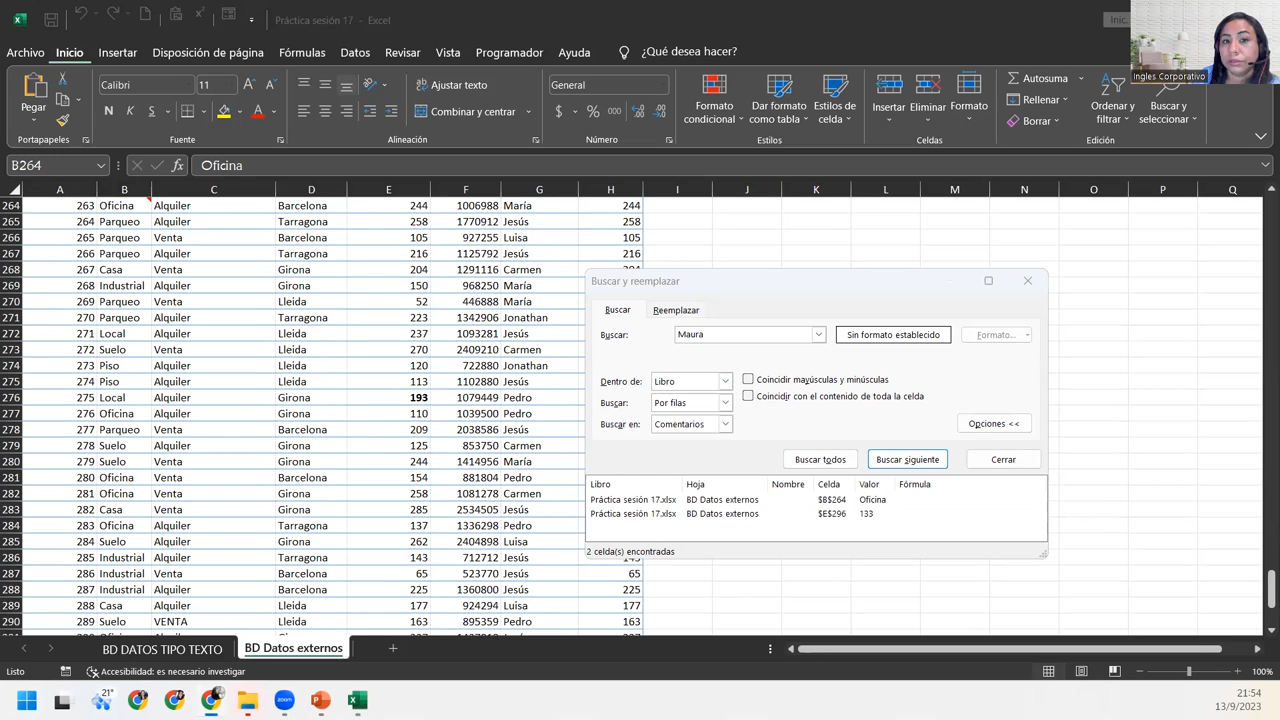 Práctica sesión 17 - Excel
Inic
Ingles Corporativo
Archivo Inicio Insertar Disposición de página Fórmulas Datos Revisar Vista Programador Ayuda ¿Qué desea hacer?
Pegar
Calibri 11
N K S
Ajustar texto
Combinar y centrar
General
$ % 000
Formato condicional
Dar formato como tabla
Estilos de celda
Insertar Eliminar Formato
Autosuma
Rellenar
Borrar
Ordenar y filtrar
Buscar y seleccionar
Portapapeles Fuente Alineación Número Estilos Celdas Edición
B264 fx Oficina
A B C D E F G H I J K L M N O P Q
264 263 Oficina Alquiler Barcelona 244 1006988 María 244
265 264 Parqueo Alquiler Tarragona 258 1770912 Jesús 258
266 265 Parqueo Venta Barcelona 105 927255 Luisa 105
267 266 Parqueo Alquiler Tarragona 216 1125792 Jesús 216
268 267 Casa Venta Girona 204 1291116 Carmen
269 268 Industrial Alquiler Girona 150 968250 María
270 269 Parqueo Venta Lleida 52 446888 María
271 270 Parqueo Alquiler Tarragona 223 1342906 Jonathan
272 271 Local Alquiler Lleida 237 1093281 Jesús
273 272 Suelo Alquiler Lleida 270 2409210 Carmen
274 273 Piso Alquiler Lleida 120 722880 Jonathan
275 274 Piso Alquiler Lleida 113 1102880 Jesús
276 275 Local Alquiler Girona 193 1079449 Pedro
277 276 Oficina Alquiler Girona 110 1039500 Pedro
278 277 Parqueo Venta Barcelona 209 2038586 Jesús
279 278 Suelo Alquiler Girona 125 853750 Carmen
280 279 Suelo Venta Girona 244 1414956 María
281 280 Oficina Alquiler Barcelona 154 881804 Pedro
282 281 Oficina Venta Girona 258 1081278 Carmen
283 282 Casa Venta Girona 285 2534505 Jesús
284 283 Oficina Alquiler Tarragona 137 1336298 Pedro
285 284 Suelo Venta Girona 262 2404898 Luisa
286 285 Industrial Alquiler Tarragona 143 712712 Jesús
287 286 Industrial Venta Barcelona 65 523770 Jesús 65
288 287 Industrial Alquiler Barcelona 225 1360800 Jesús 225
289 288 Casa Alquiler Lleida 177 924294 Luisa 177
290 289 Suelo VENTA Lleida 163 895359 Pedro 163
Buscar y reemplazar
Buscar Reemplazar
Buscar: Maura Sin formato establecido Formato...
Dentro de: Libro Coincidir mayúsculas y minúsculas
Buscar: Por filas Coincidir con el contenido de toda la celda
Buscar en: Comentarios Opciones <<
Buscar todos Buscar siguiente Cerrar
Libro Hoja Nombre Celda Valor Fórmula
Práctica sesión 17.xlsx BD Datos externos $B$264 Oficina
Práctica sesión 17.xlsx BD Datos externos $E$296 133
2 celda(s) encontradas
BD DATOS TIPO TEXTO BD Datos externos
Listo Accesibilidad: es necesario investigar 100%
21°
21:54
13/9/2023